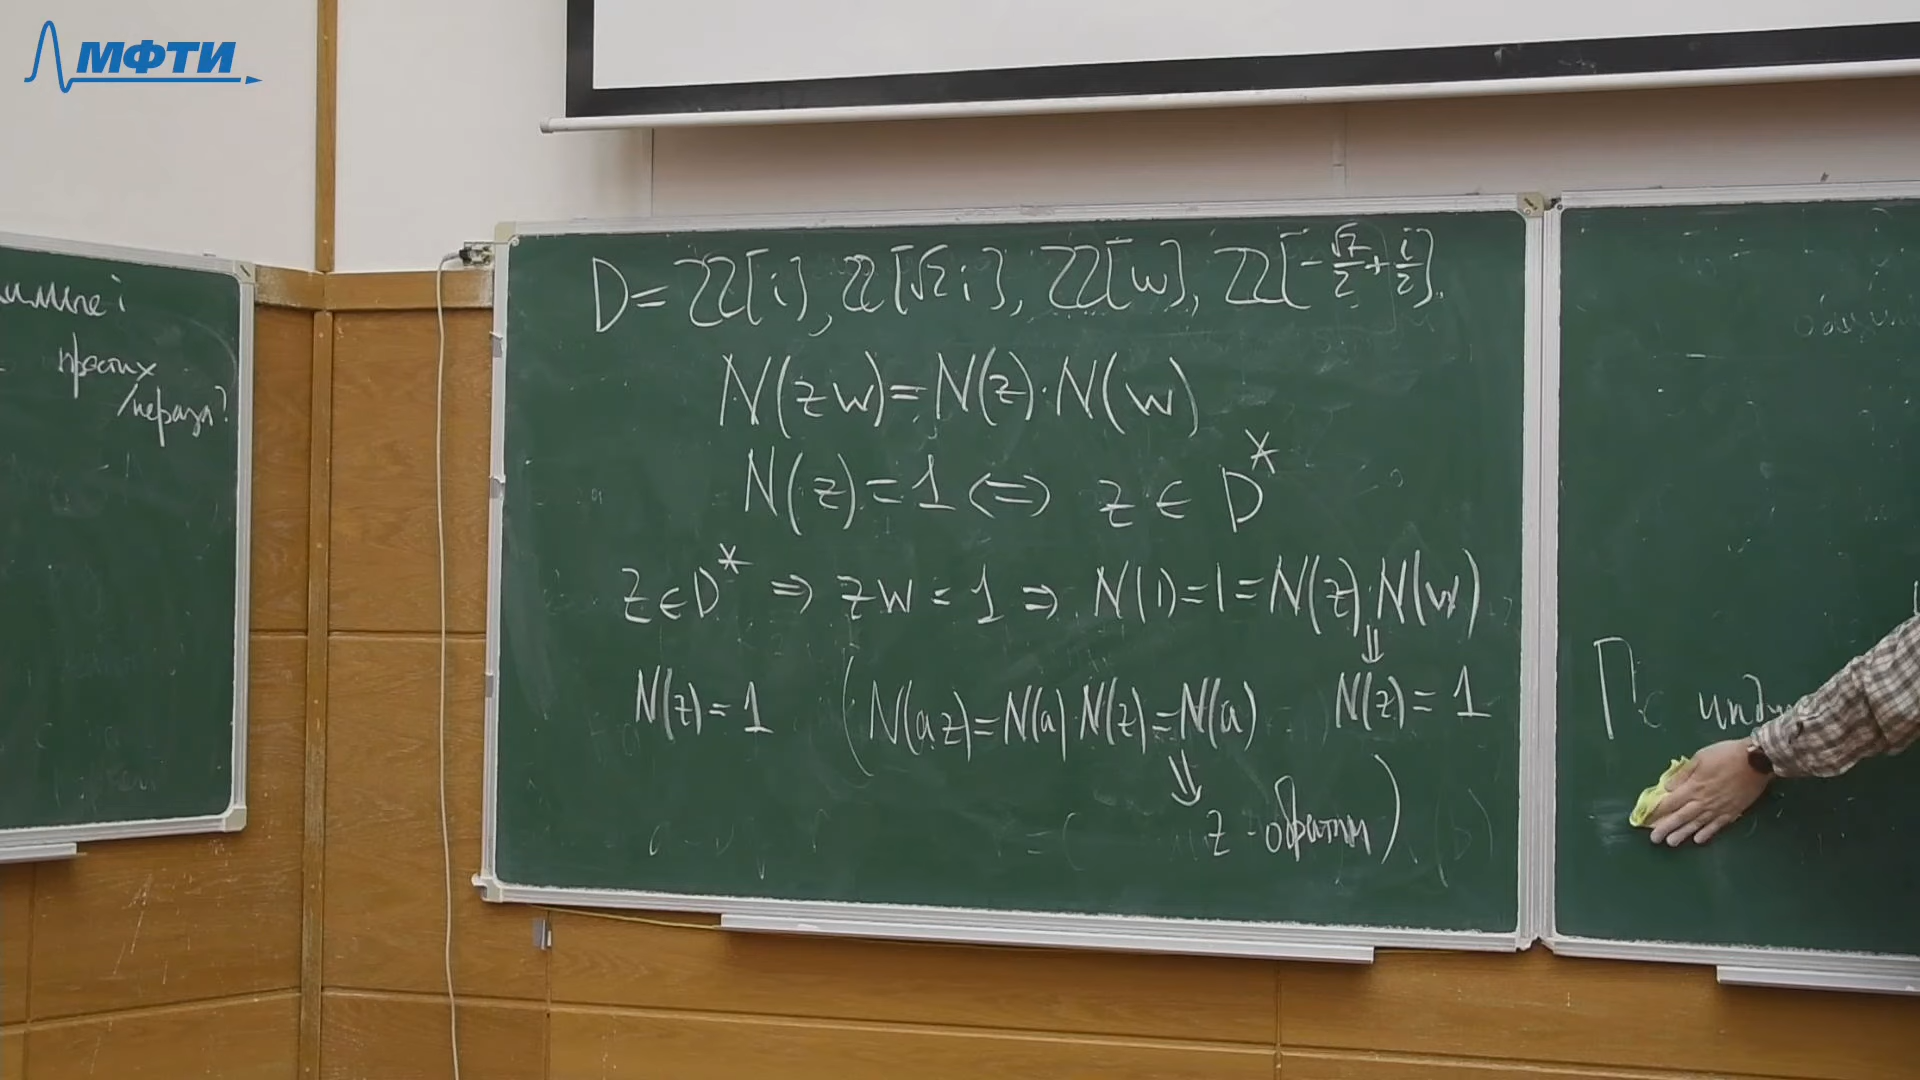 МФТИ
простых
/неразл?
D = ℤ[i], ℤ[√2 i], ℤ[w], ℤ[-√7/2 + i/2].
N(zw) = N(z)·N(w)
N(z) = 1 ⇔ z ∈ D*
z ∈ D* ⇒ zw = 1 ⇒ N(1) = 1 = N(z)·N(w)
⇓
N(z) = 1 (N(az) = N(a)·N(z) = N(a) N(z) = 1
⇓
z - обратим)